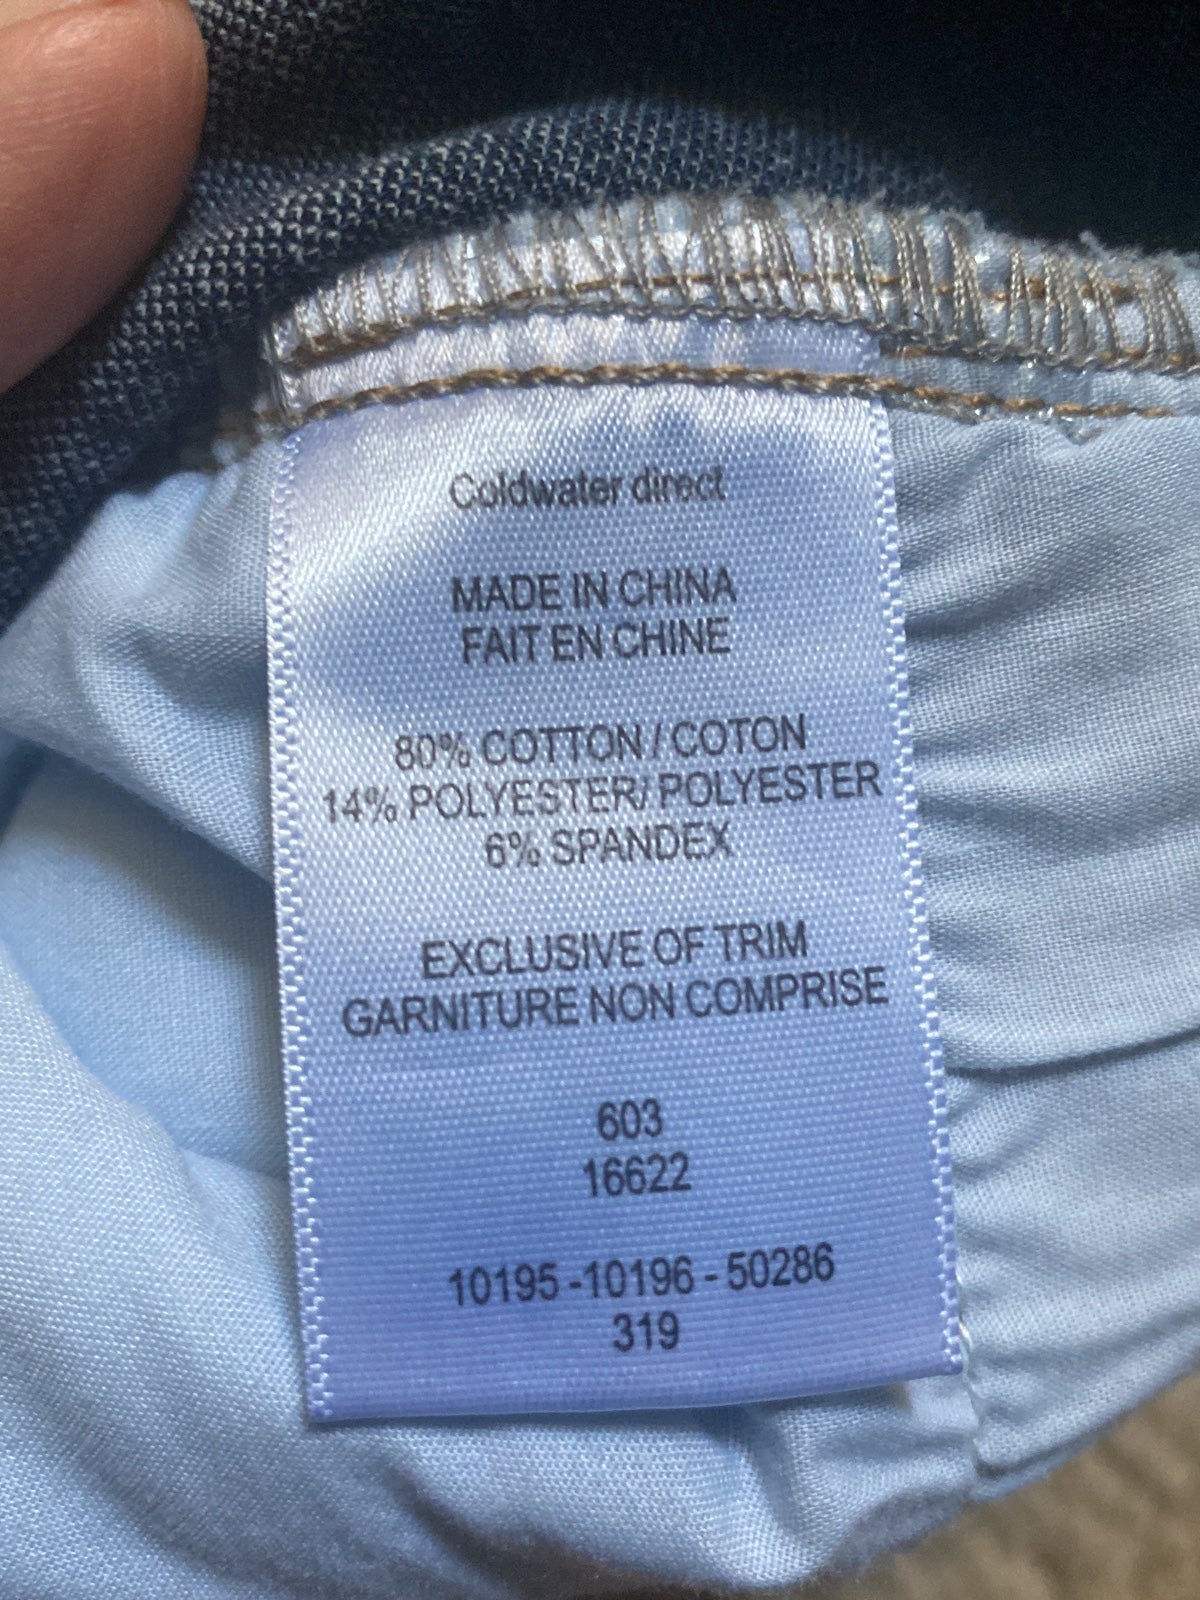 Coldwater direct
MADE IN CHINA
FAIT EN CHINE
80% COTTON / COTON
14% POLYESTER/ POLYESTER
6% SPANDEX
EXCLUSIVE OF TRIM
GARNITURE NON COMPRISE
603
16622
10195 -10196 - 50286
319